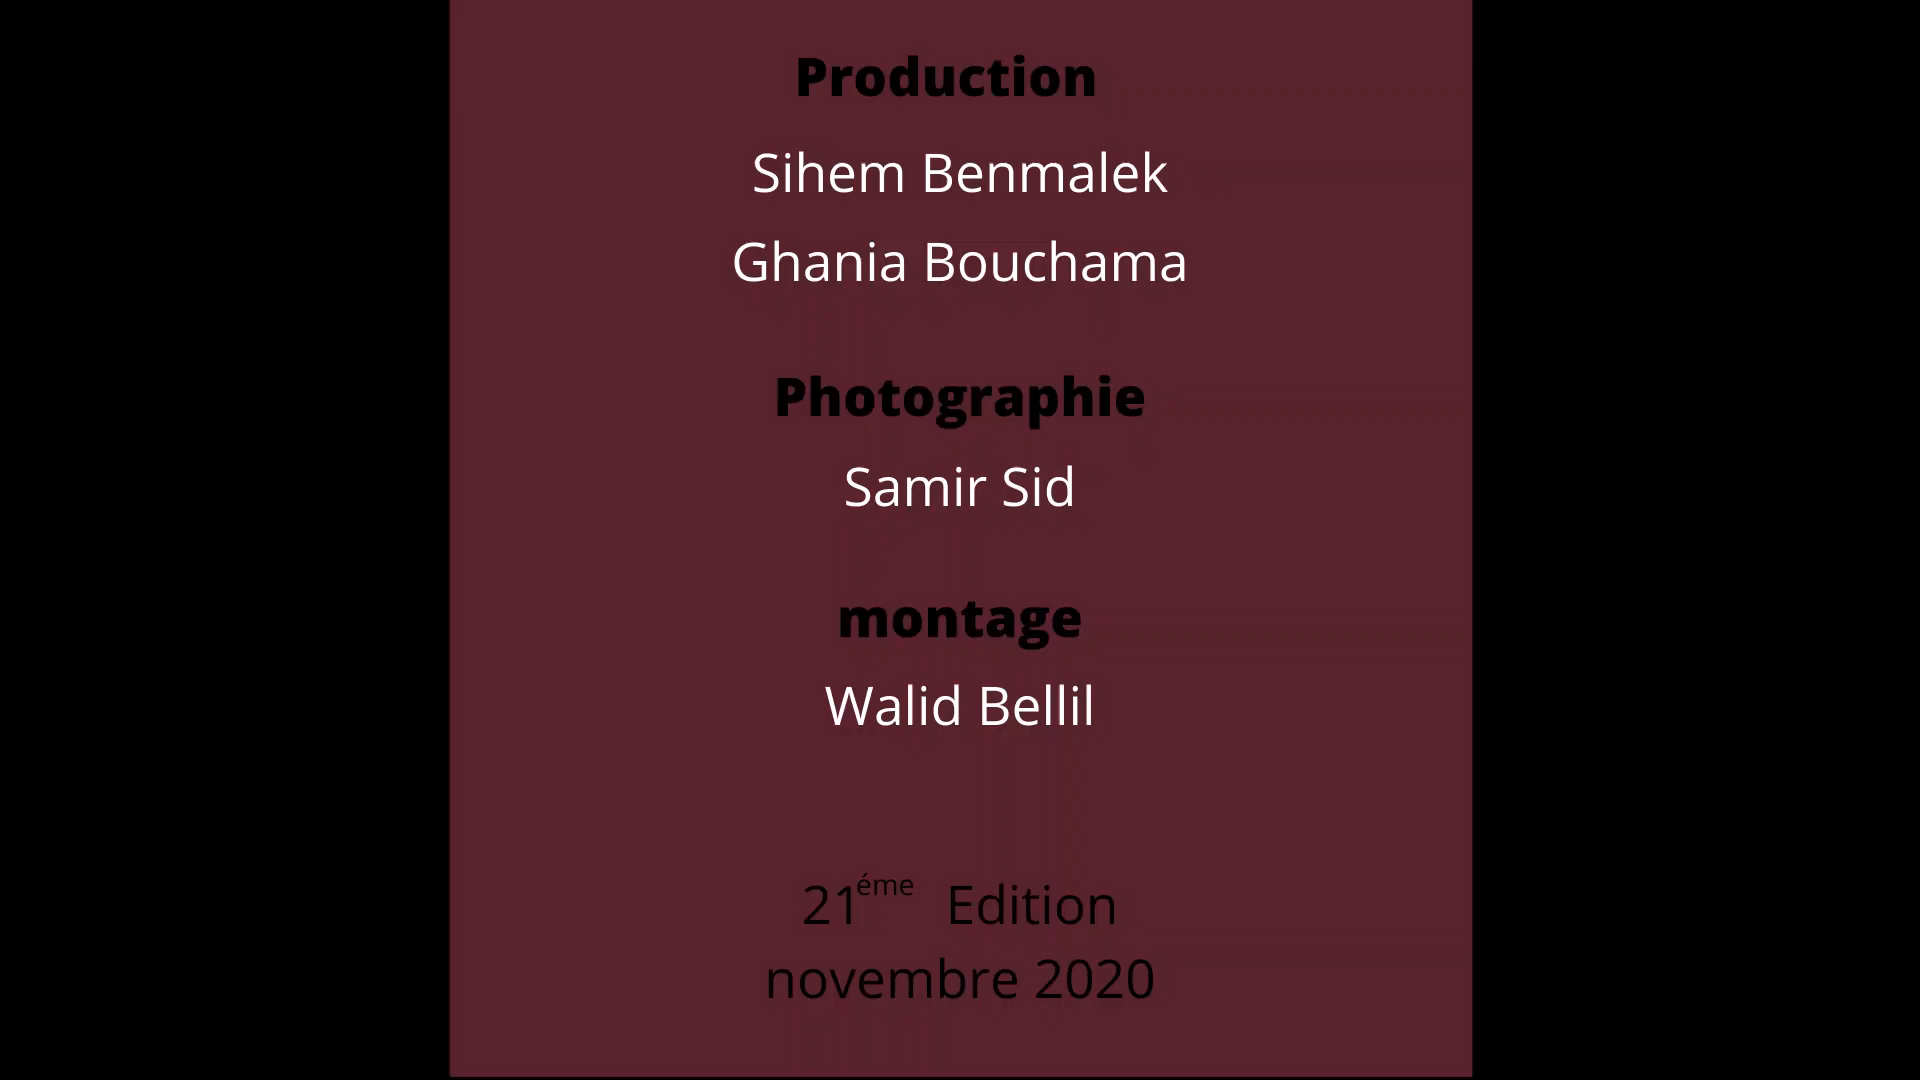 Production
Sihem Benmalek
Ghania Bouchama
Photographie
Samir Sid
montage
Walid Bellil
21éme Edition
novembre 2020